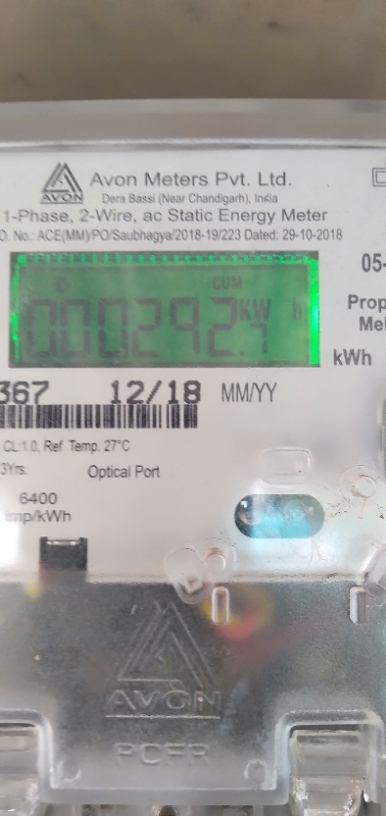 AVON
Avon Meters Pvt. Ltd.
Dera Bassi (Near Chandigarh), India
1-Phase, 2-Wire, ac Static Energy Meter
O. No.: ACE(MM)/PO/Saubhagya/2018-19/223 Dated: 29-10-2018
05-
CUM
000292.7 KW h
Prop
Me
kWh
367 12/18 MM/YY
CL:1.0, Ref. Temp. 27°C
3Yrs. Optical Port
6400
imp/kWh
AVON
PCFR